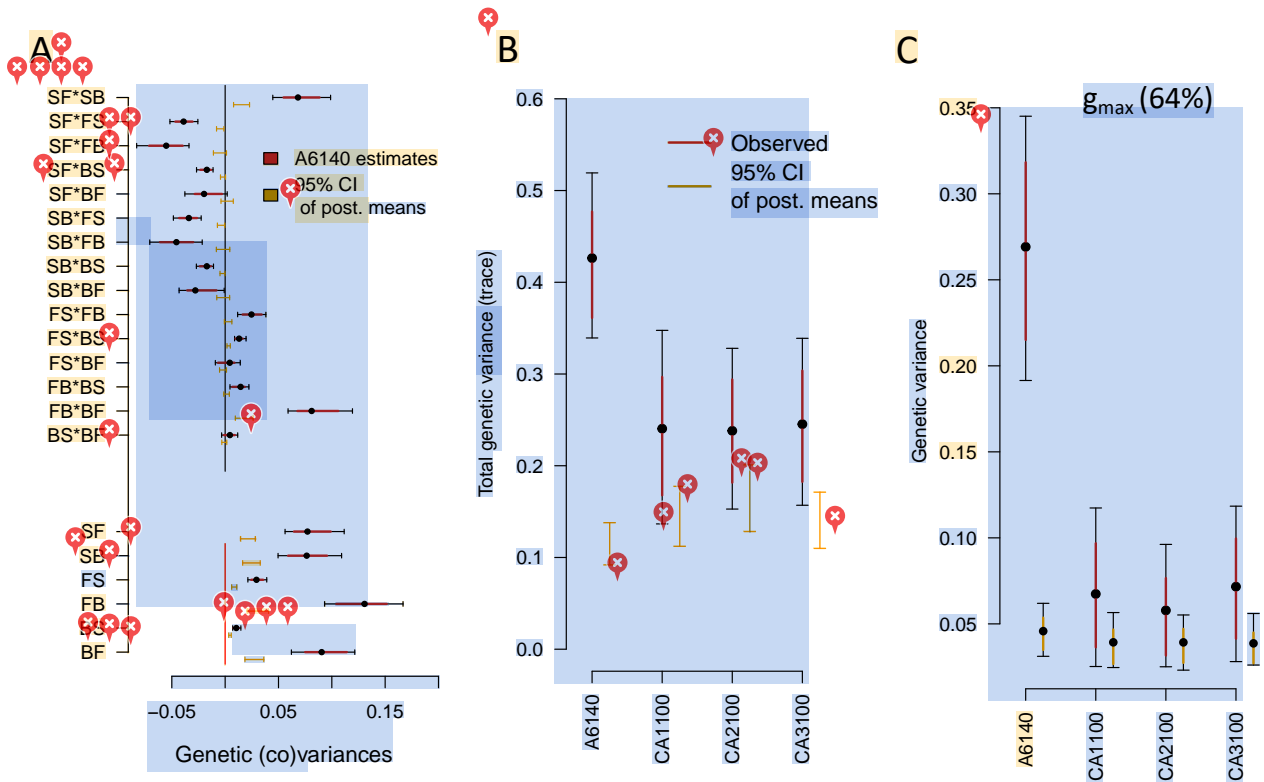 A
SF*SB
SF*FS
SF*FB
SF*BS
SF*BF
SB*FS
SB*FB
SB*BS
SB*BF
FS*FB
FS*BS
FS*BF
FB*BS
FB*BF
BS*BF
SF
SB
FS
FB
BS
BF
A6140 estimates
95% CI
of post. means
−0.05
0.05
0.15
Genetic (co)variances
B
Total genetic variance (trace)
0.6
0.5
0.4
0.3
0.2
0.1
0.0
Observed
95% CI
of post. means
A6140
CA1100
CA2100
CA3100
C
gmax (64%)
Genetic variance
0.35
0.30
0.25
0.20
0.15
0.10
0.05
A6140
CA1100
CA2100
CA3100